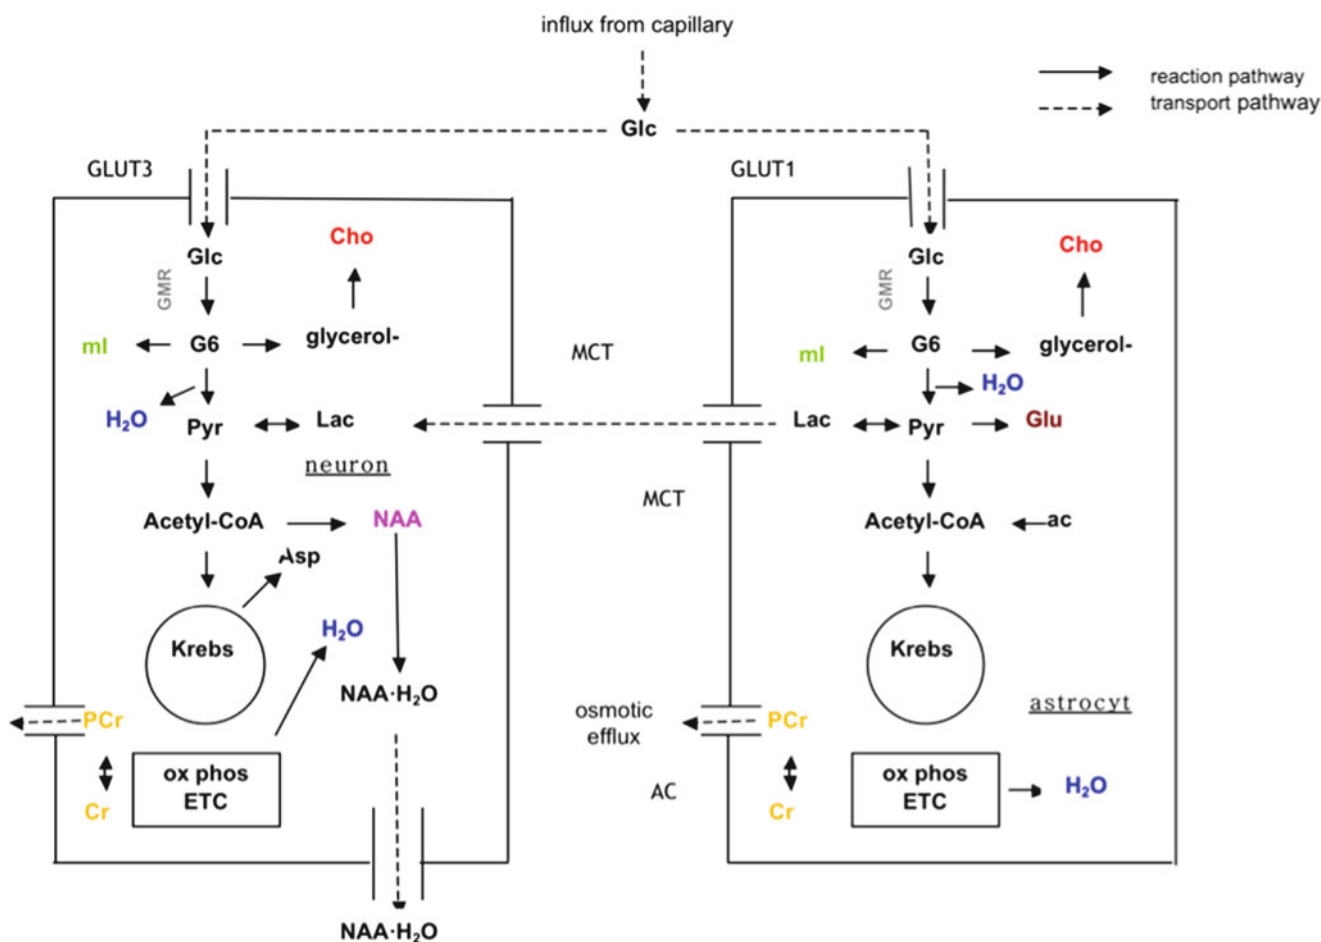 influx from capillary
reaction pathway
transport pathway
Glc
GLUT3
GLUT1
Cho
Glc
GMR
mI
G6
glycerol-
H₂O
Pyr
Lac
neuron
Acetyl-CoA
NAA
Asp
Krebs
H₂O
NAA·H₂O
PCr
Cr
ox phos
ETC
NAA·H₂O
MCT
MCT
osmotic
efflux
AC
Cho
Glc
GMR
mI
G6
glycerol-
H₂O
Lac
Pyr
Glu
Acetyl-CoA
ac
Krebs
astrocyt
PCr
Cr
ox phos
ETC
H₂O